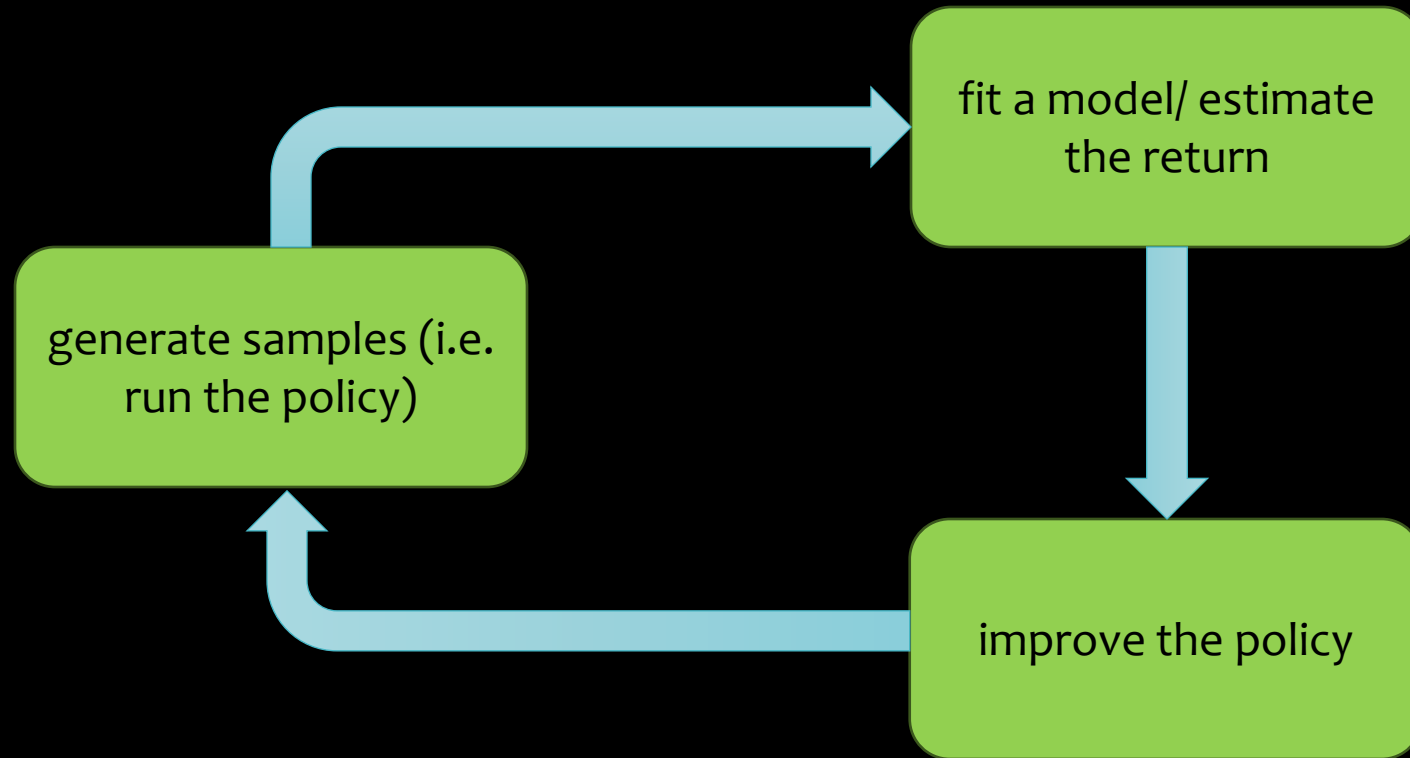 fit a model/ estimate
the return
generate samples (i.e.
run the policy)
improve the policy